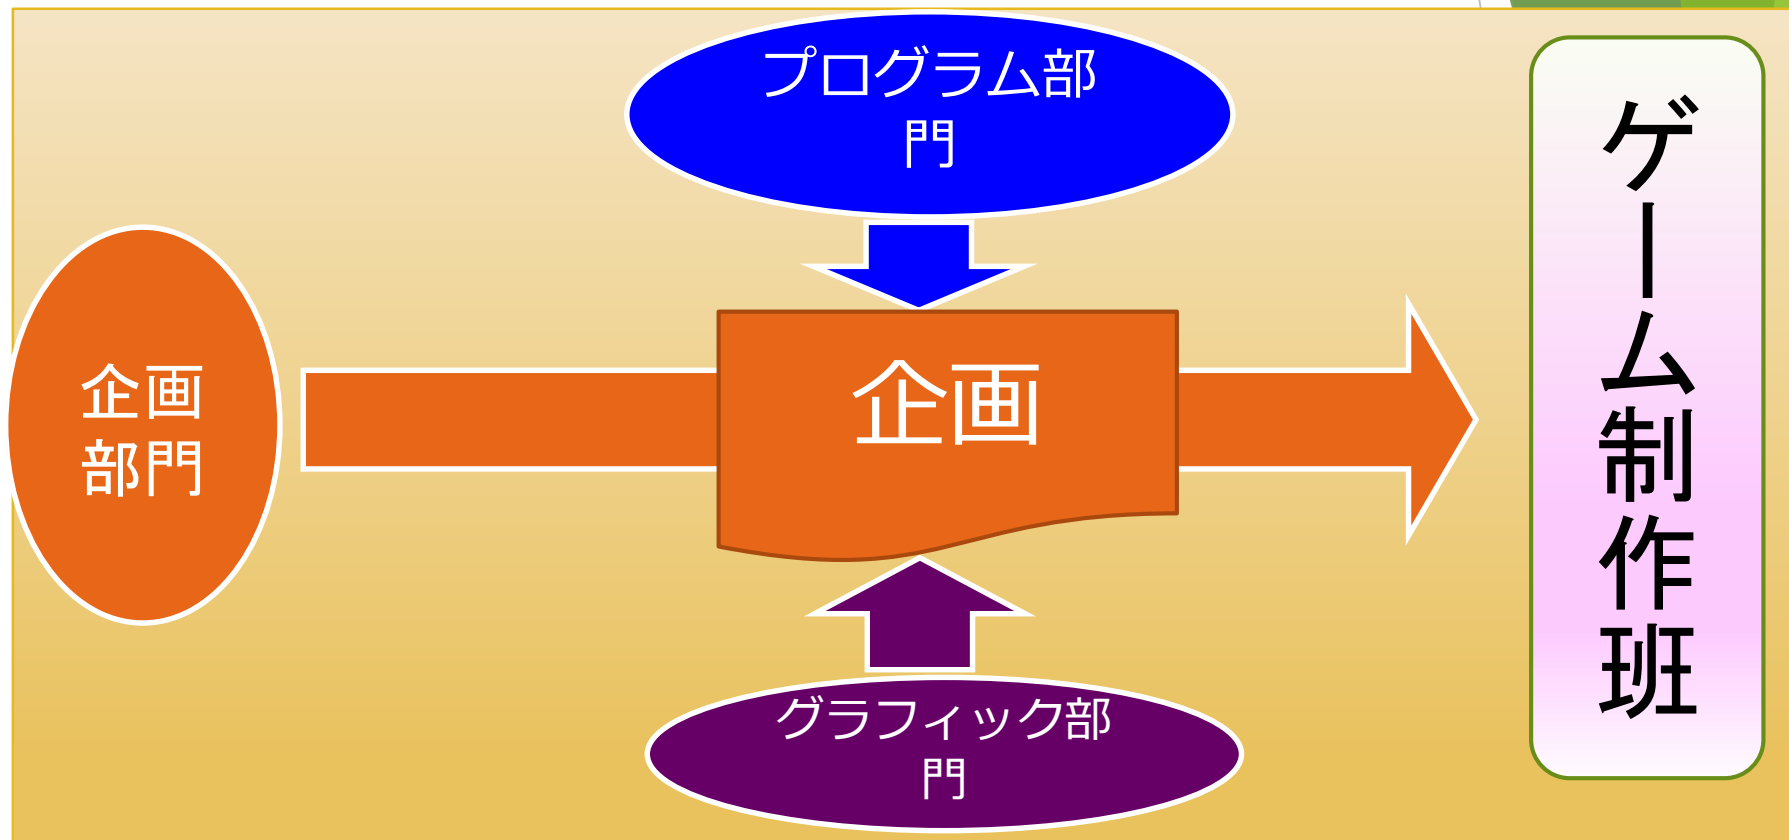 プログラム部
門
企画
部門
企画
グラフィック部
門
ゲーム制作班